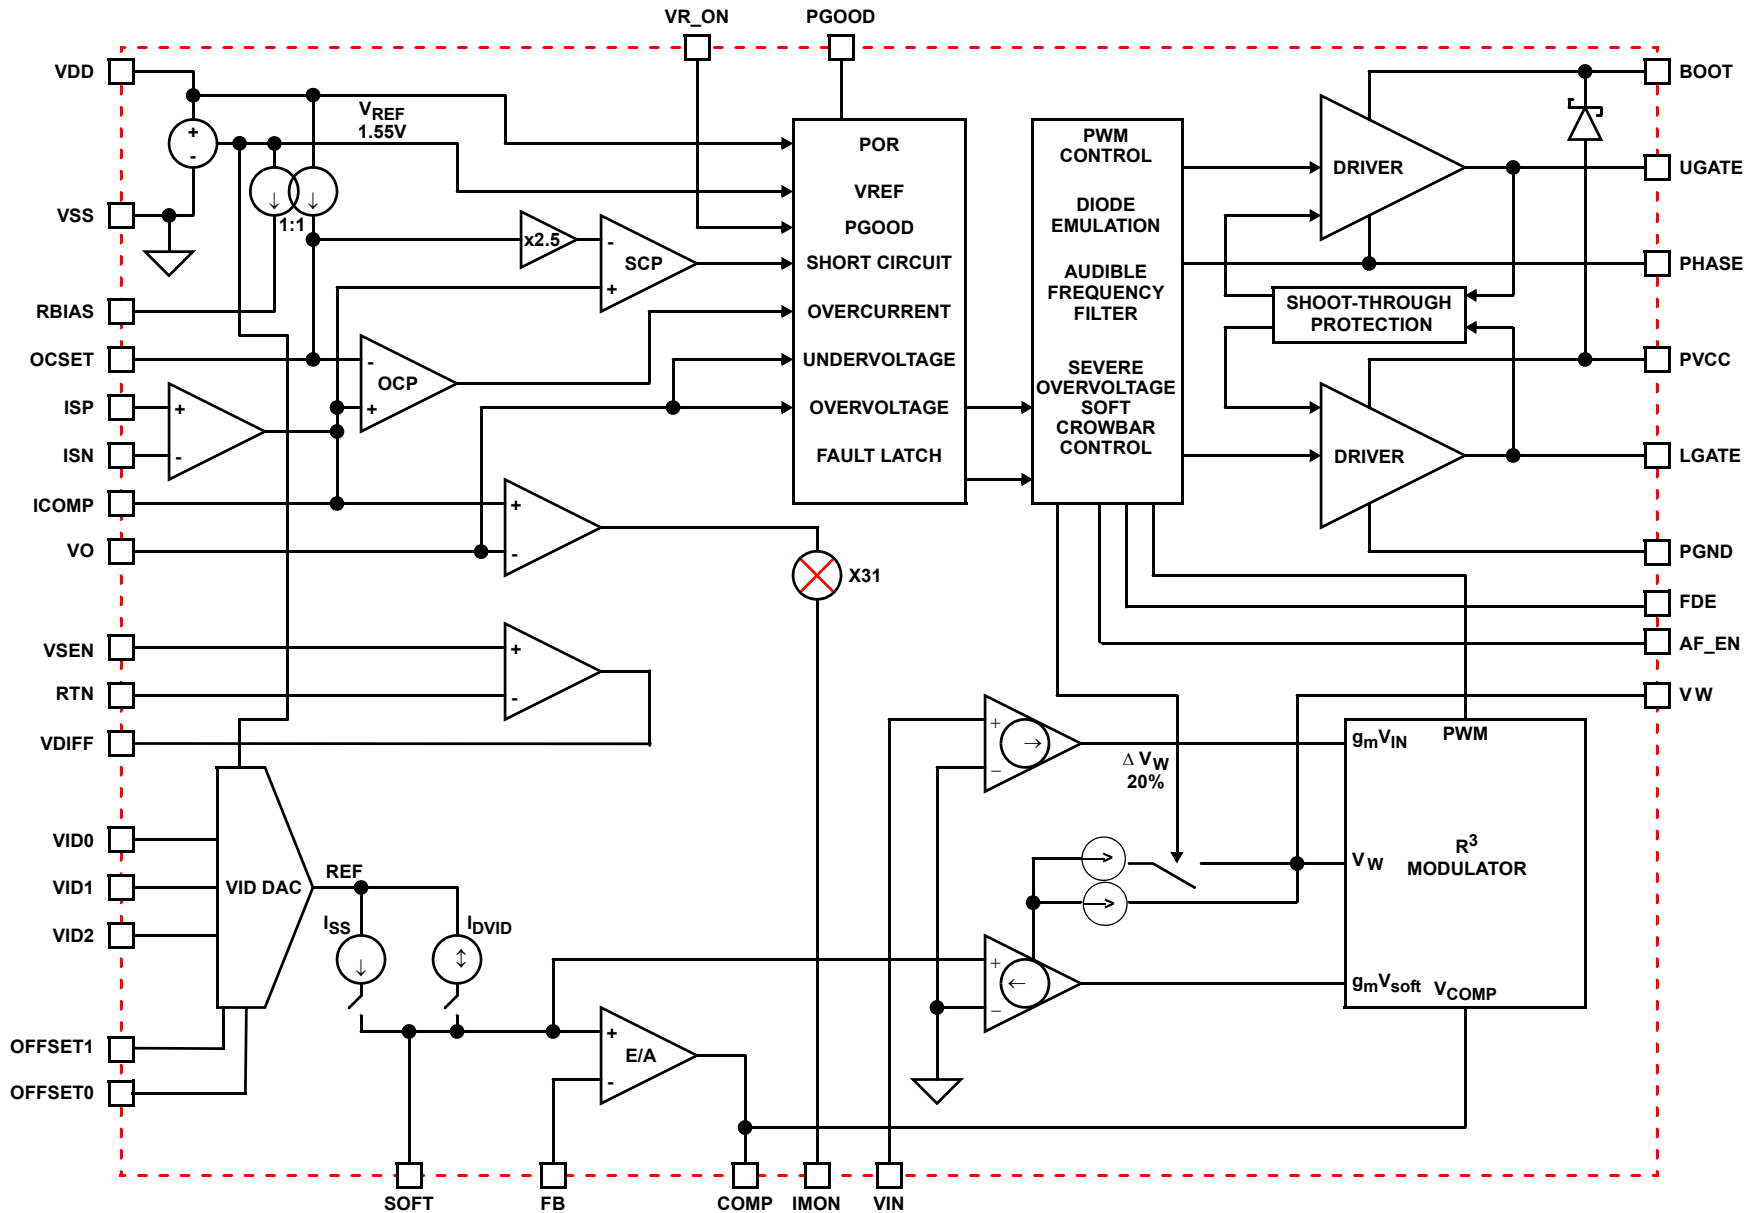 VR_ON
PGOOD
VDD
VSS
RBIAS
OCSET
ISP
ISN
ICOMP
VO
VSEN
RTN
VDIFF
VID0
VID1
VID2
OFFSET1
OFFSET0
+
-
VREF
1.55V
1:1
x2.5
-
SCP
+
-
OCP
+
+
-
+
-
X31
+
-
POR
VREF
PGOOD
SHORT CIRCUIT
OVERCURRENT
UNDERVOLTAGE
OVERVOLTAGE
FAULT LATCH
PWM
CONTROL
DIODE
EMULATION
AUDIBLE
FREQUENCY
FILTER
SEVERE
OVERVOLTAGE
SOFT
CROWBAR
CONTROL
DRIVER
SHOOT-THROUGH
PROTECTION
DRIVER
BOOT
UGATE
PHASE
PVCC
LGATE
PGND
FDE
AF_EN
VW
VID DAC
REF
ISS
IDVID
+
E/A
-
+
−
Δ VW
20%
+
−
gmVIN
PWM
VW
R³
MODULATOR
gmVsoft
VCOMP
SOFT
FB
COMP
IMON
VIN